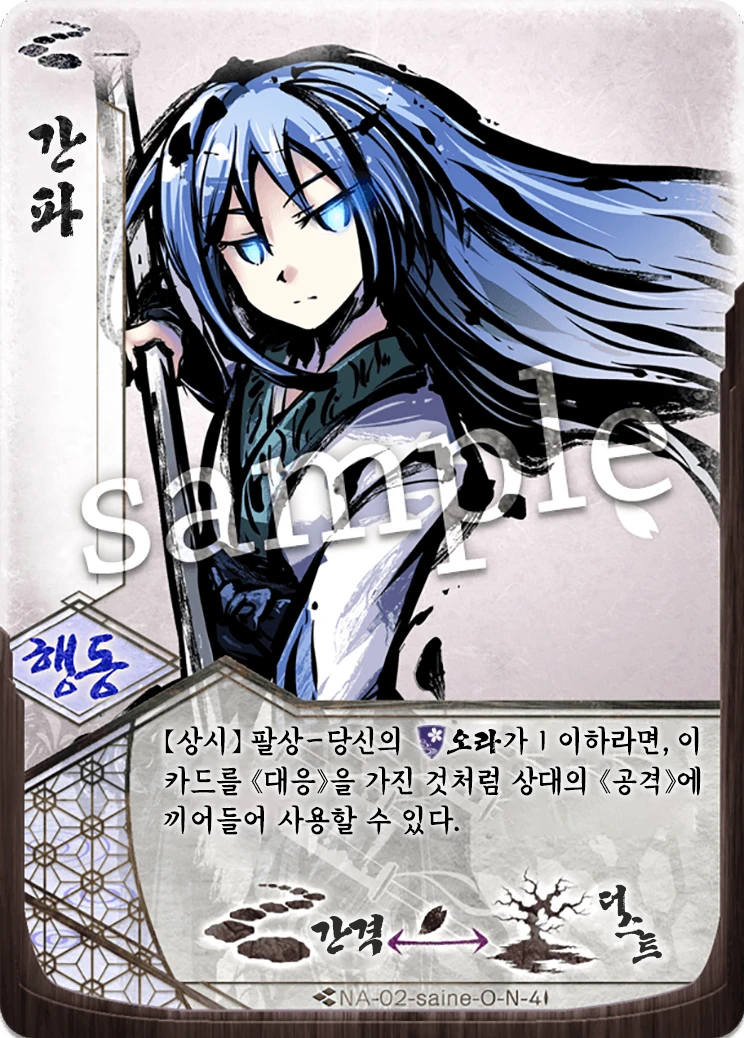 간파
sample
행동
【상시】팔상-당신의 오라가 1 이하라면, 이
카드를 《대응》을 가진 것처럼 상대의 《공격》에
끼어들어 사용할 수 있다.
간격
더스트
NA-02-saine-O-N-4